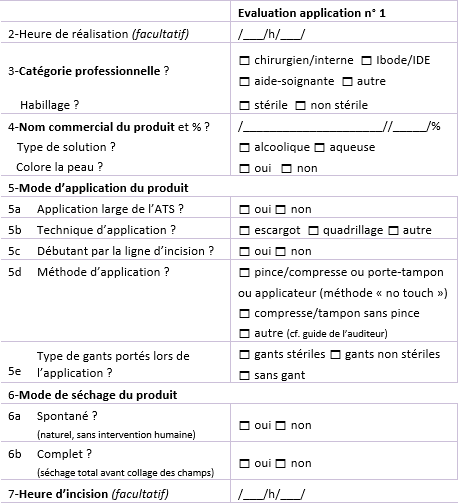 Evaluation application n° 1
2-Heure de réalisation (facultatif) /___/h/___/
☐ chirurgien/interne ☐ Ibode/IDE
3-Catégorie professionnelle ?
☐ aide-soignante ☐ autre
Habillage ? ☐ stérile ☐ non stérile
4-Nom commercial du produit et % ? /______________________//_____/%
Type de solution ? ☐ alcoolique ☐ aqueuse
Colore la peau ? ☐ oui ☐ non
5-Mode d’application du produit
5a Application large de l’ATS ? ☐ oui ☐ non
5b Technique d’application ? ☐ escargot ☐ quadrillage ☐ autre
5c Débutant par la ligne d’incision ? ☐ oui ☐ non
5d Méthode d’application ? ☐ pince/compresse ou porte-tampon
ou applicateur (méthode « no touch »)
☐ compresse/tampon sans pince
☐ autre (cf. guide de l’auditeur)
Type de gants portés lors de ☐ gants stériles ☐ gants non stériles
5e l’application ? ☐ sans gant
6-Mode de séchage du produit
6a Spontané ? ☐ oui ☐ non
(naturel, sans intervention humaine)
6b Complet ? ☐ oui ☐ non
(séchage total avant collage des champs)
7-Heure d’incision (facultatif) /___/h/___/